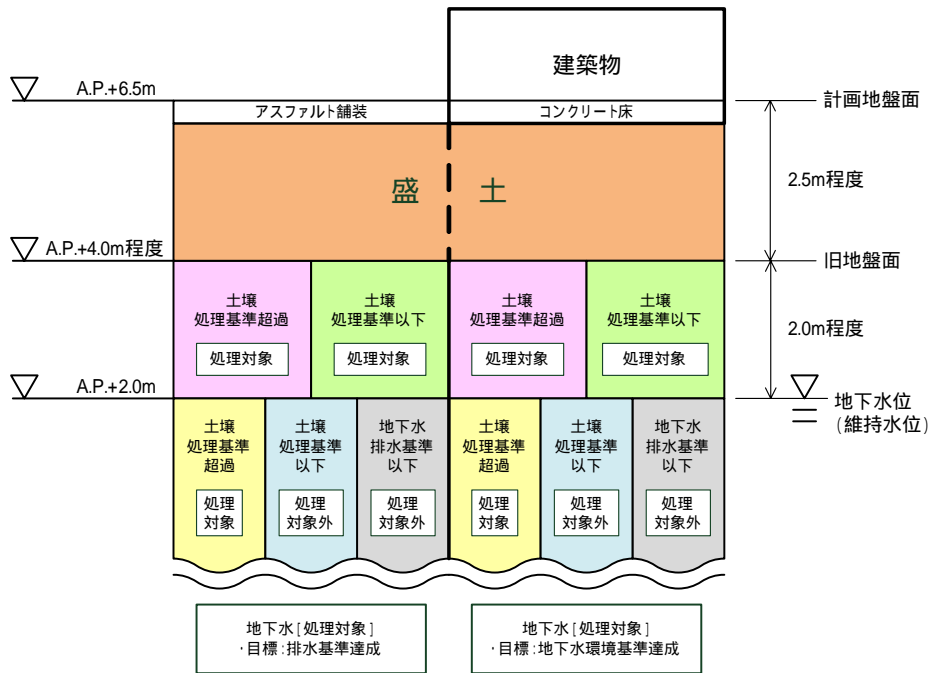 建築物
A.P.+6.5m
計画地盤面
アスファルト舗装
コンクリート床
盛土
2.5m程度
A.P.+4.0m程度
旧地盤面
土壌
処理基準超過
処理対象
土壌
処理基準以下
処理対象
土壌
処理基準超過
処理対象
土壌
処理基準以下
処理対象
2.0m程度
A.P.+2.0m
地下水位
(維持水位)
土壌
処理基準
超過
処理
対象
土壌
処理基準
以下
処理
対象外
地下水
排水基準
以下
処理
対象外
土壌
処理基準
超過
処理
対象
土壌
処理基準
以下
処理
対象外
地下水
排水基準
以下
処理
対象外
地下水[処理対象]
・目標:排水基準達成
地下水[処理対象]
・目標:地下水環境基準達成